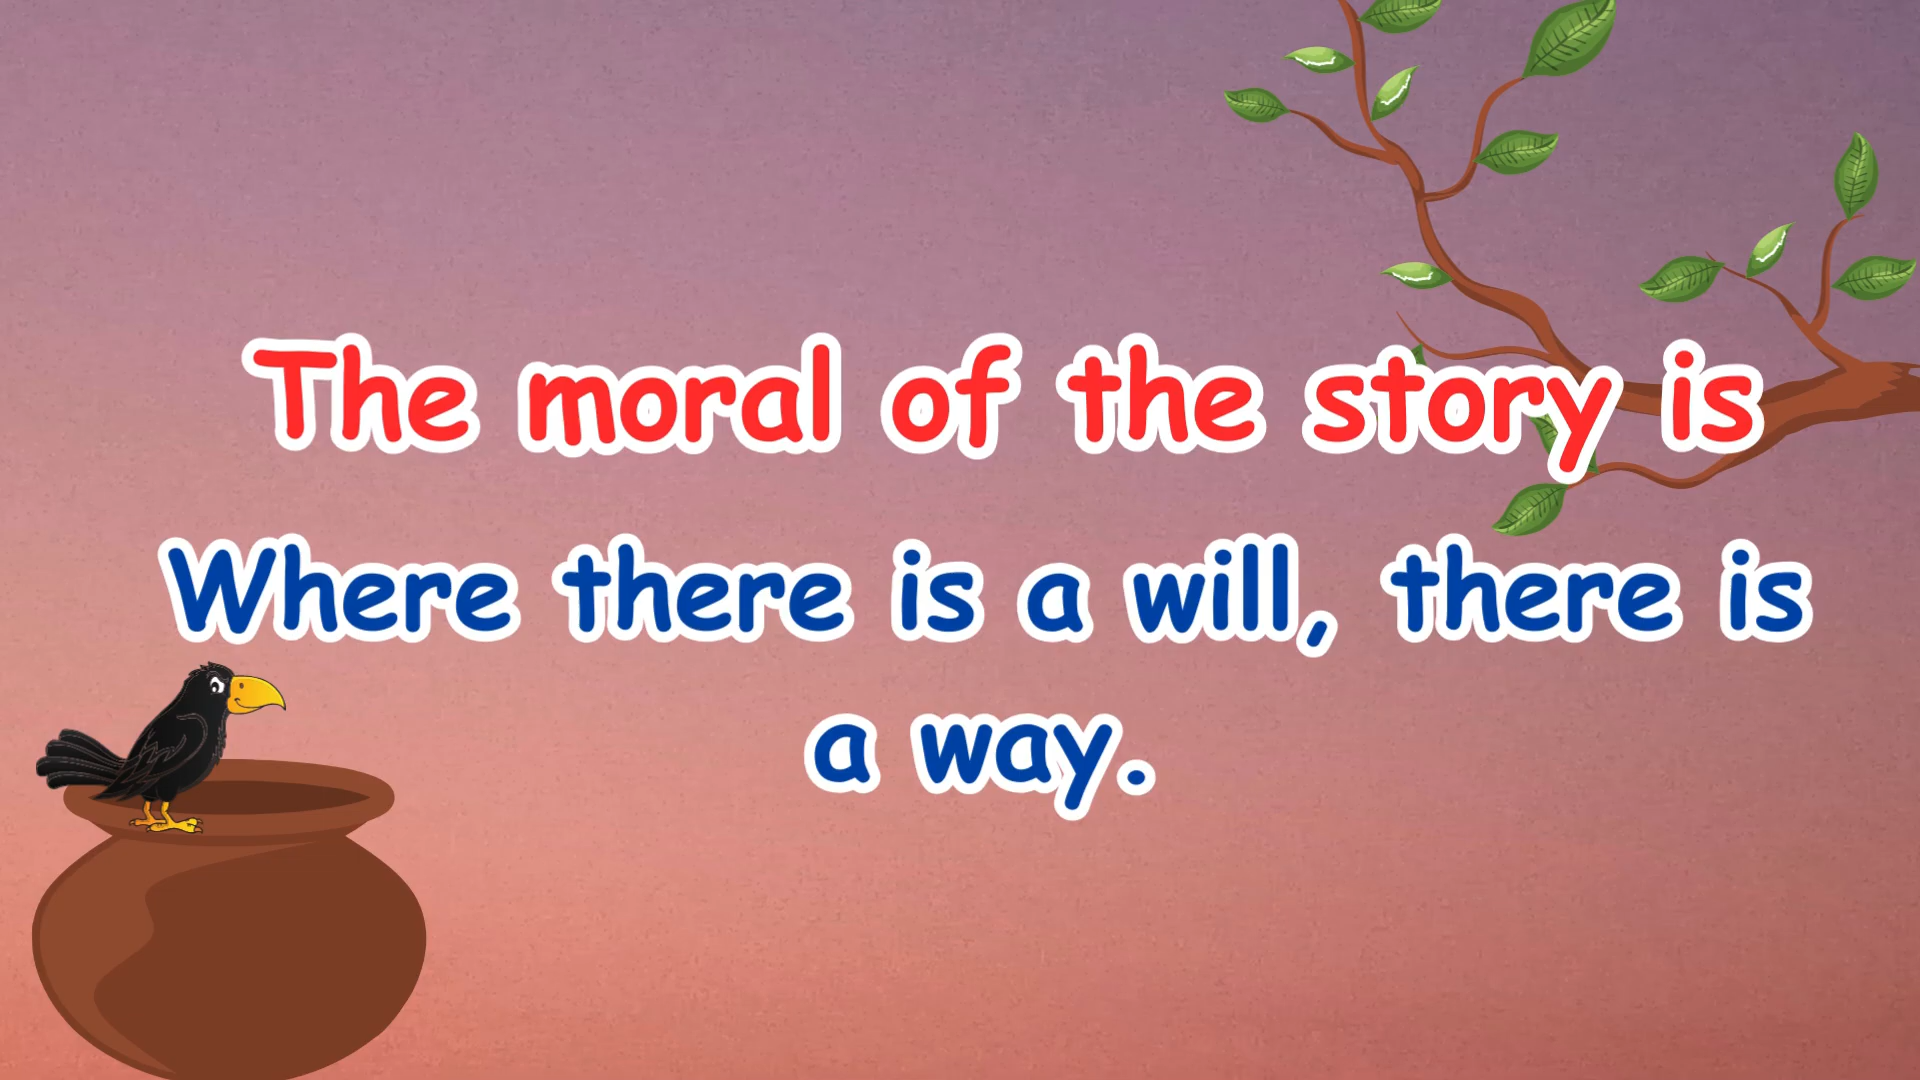 The moral of the story is
Where there is a will, there is
a way.